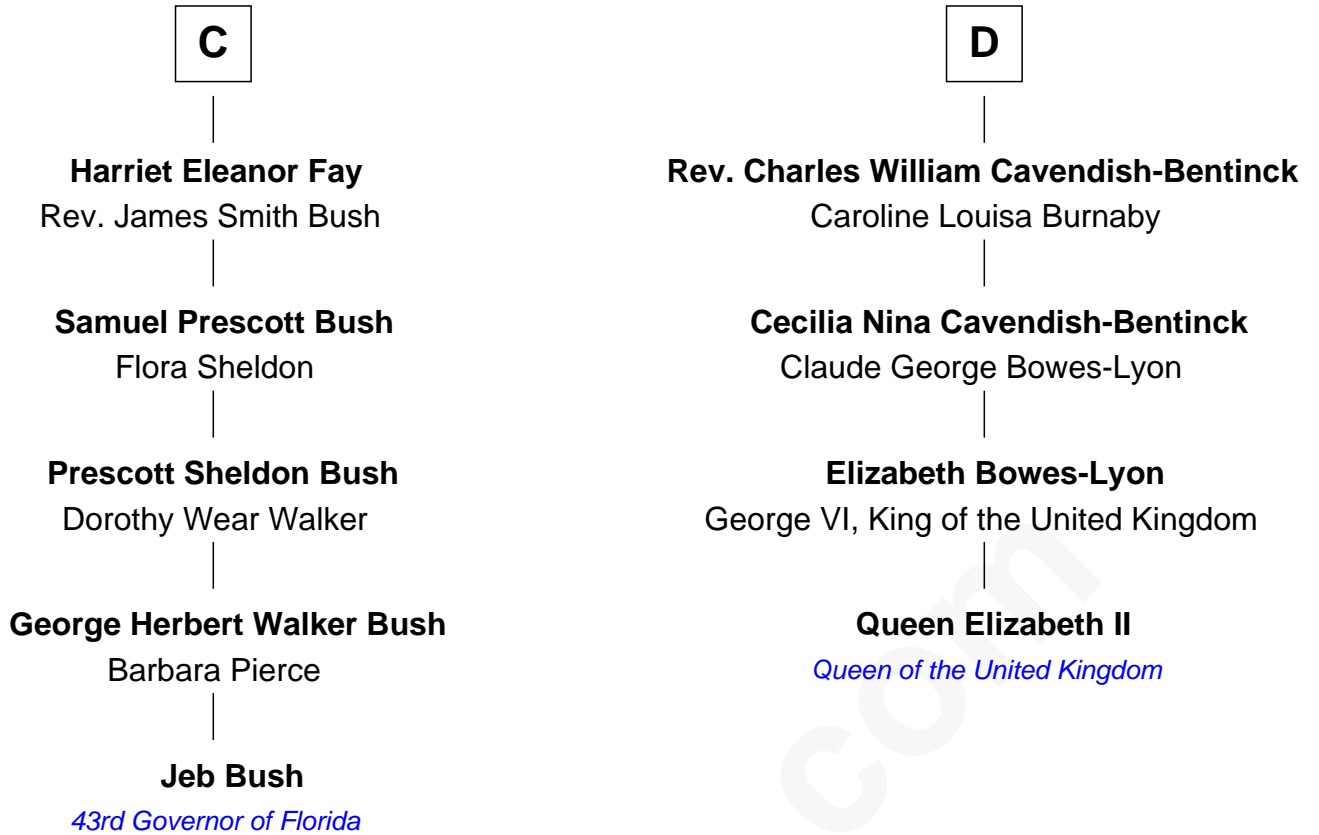 C
Harriet Eleanor Fay
Rev. James Smith Bush
Samuel Prescott Bush
Flora Sheldon
Prescott Sheldon Bush
Dorothy Wear Walker
George Herbert Walker Bush
Barbara Pierce
Jeb Bush
43rd Governor of Florida
D
Rev. Charles William Cavendish-Bentinck
Caroline Louisa Burnaby
Cecilia Nina Cavendish-Bentinck
Claude George Bowes-Lyon
Elizabeth Bowes-Lyon
George VI, King of the United Kingdom
Queen Elizabeth II
Queen of the United Kingdom
com